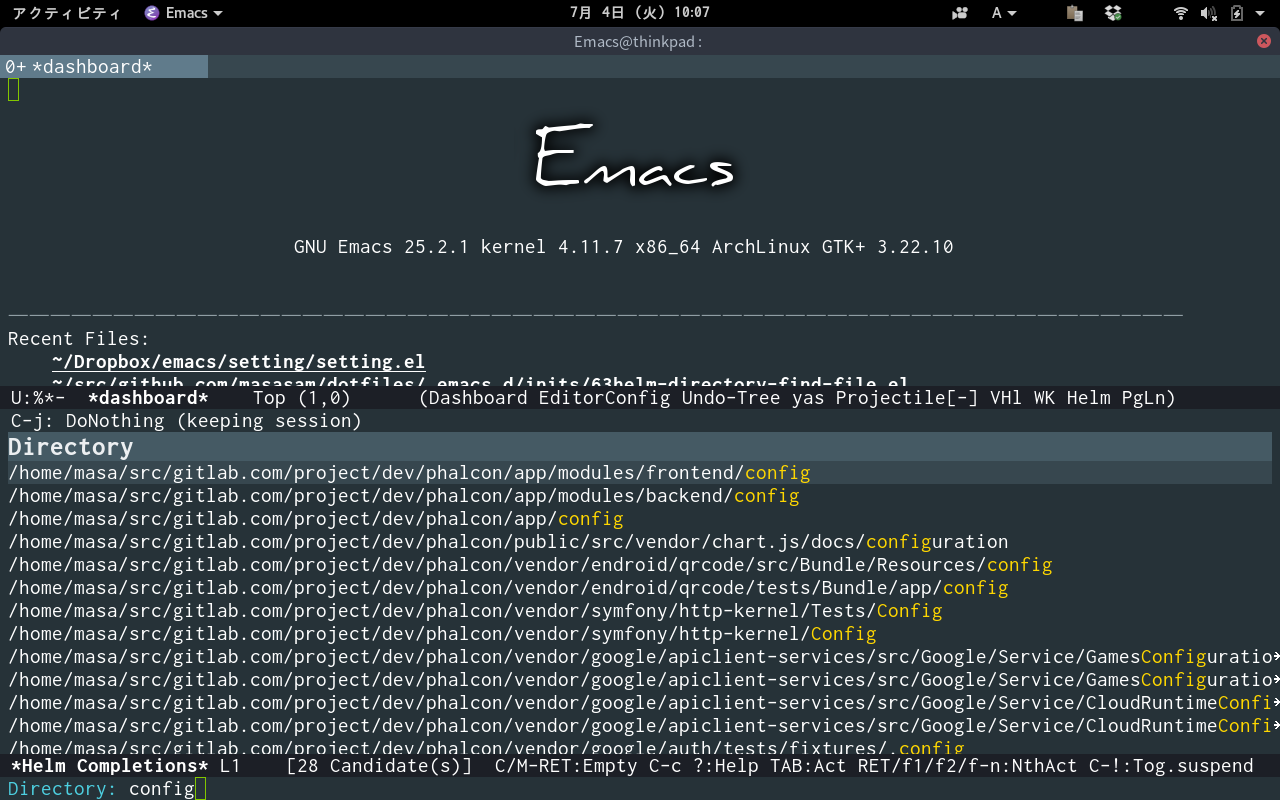 アクティビティ Emacs 7月 4日 (火) 10:07 A
Emacs@thinkpad:
0+ *dashboard*
Emacs
GNU Emacs 25.2.1 kernel 4.11.7 x86_64 ArchLinux GTK+ 3.22.10
Recent Files:
~/Dropbox/emacs/setting/setting.el
~/src/github.com/masasam/dotfiles/.emacs.d/inits/63helm-directory-find-file.el
U:%*- *dashboard* Top (1,0) (Dashboard EditorConfig Undo-Tree yas Projectile[-] VHl WK Helm PgLn)
C-j: DoNothing (keeping session)
Directory
/home/masa/src/gitlab.com/project/dev/phalcon/app/modules/frontend/config
/home/masa/src/gitlab.com/project/dev/phalcon/app/modules/backend/config
/home/masa/src/gitlab.com/project/dev/phalcon/app/config
/home/masa/src/gitlab.com/project/dev/phalcon/public/src/vendor/chart.js/docs/configuration
/home/masa/src/gitlab.com/project/dev/phalcon/vendor/endroid/qrcode/src/Bundle/Resources/config
/home/masa/src/gitlab.com/project/dev/phalcon/vendor/endroid/qrcode/tests/Bundle/app/config
/home/masa/src/gitlab.com/project/dev/phalcon/vendor/symfony/http-kernel/Tests/Config
/home/masa/src/gitlab.com/project/dev/phalcon/vendor/symfony/http-kernel/Config
/home/masa/src/gitlab.com/project/dev/phalcon/vendor/google/apiclient-services/src/Google/Service/GamesConfiguratio
/home/masa/src/gitlab.com/project/dev/phalcon/vendor/google/apiclient-services/src/Google/Service/GamesConfiguratio
/home/masa/src/gitlab.com/project/dev/phalcon/vendor/google/apiclient-services/src/Google/Service/CloudRuntimeConfi
/home/masa/src/gitlab.com/project/dev/phalcon/vendor/google/apiclient-services/src/Google/Service/CloudRuntimeConfi
/home/masa/src/gitlab.com/project/dev/phalcon/vendor/google/auth/tests/fixtures/.config
*Helm Completions* L1 [28 Candidate(s)] C/M-RET:Empty C-c ?:Help TAB:Act RET/f1/f2/f-n:NthAct C-!:Tog.suspend
Directory: config